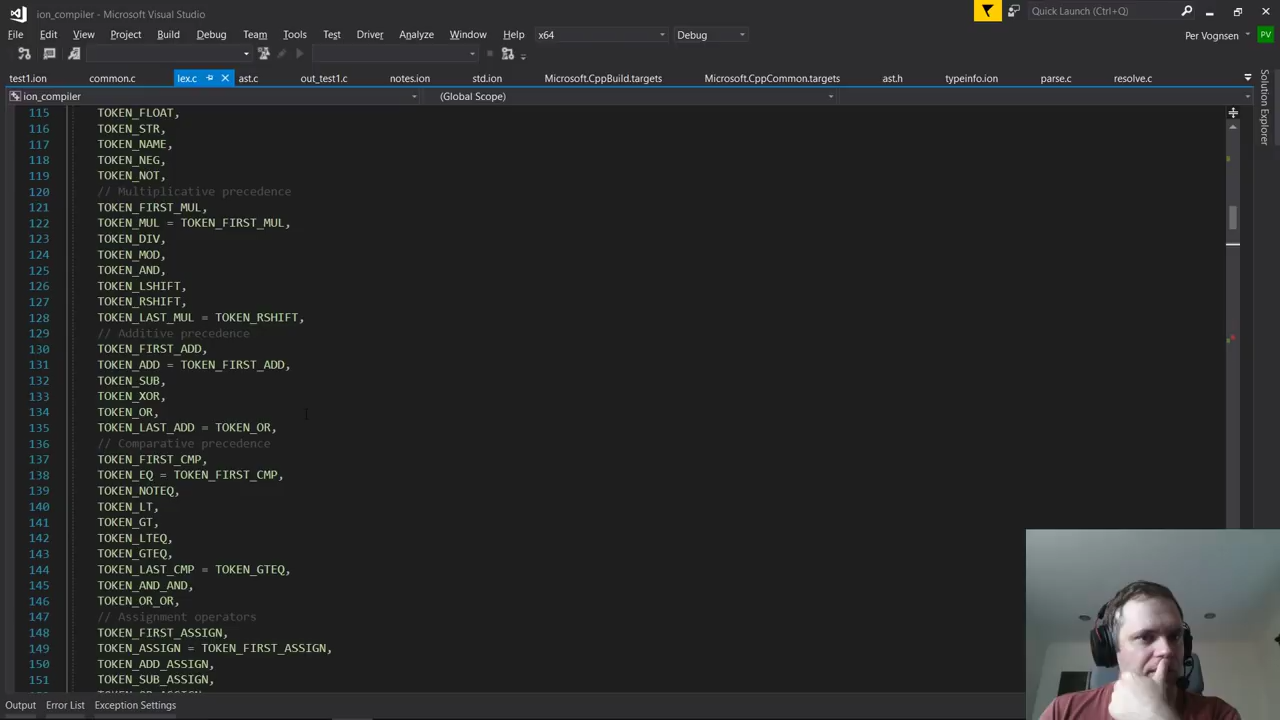 ion_compiler - Microsoft Visual Studio
Quick Launch (Ctrl+Q)
File Edit View Project Build Debug Team Tools Test Driver Analyze Window Help x64 Debug Per Vognsen PV
test1.ion common.c lex.c ast.c out_test1.c notes.ion std.ion Microsoft.CppBuild.targets Microsoft.CppCommon.targets ast.h typeinfo.ion parse.c resolve.c
ion_compiler (Global Scope)
Solution Explorer
115 TOKEN_FLOAT,
116 TOKEN_STR,
117 TOKEN_NAME,
118 TOKEN_NEG,
119 TOKEN_NOT,
120 // Multiplicative precedence
121 TOKEN_FIRST_MUL,
122 TOKEN_MUL = TOKEN_FIRST_MUL,
123 TOKEN_DIV,
124 TOKEN_MOD,
125 TOKEN_AND,
126 TOKEN_LSHIFT,
127 TOKEN_RSHIFT,
128 TOKEN_LAST_MUL = TOKEN_RSHIFT,
129 // Additive precedence
130 TOKEN_FIRST_ADD,
131 TOKEN_ADD = TOKEN_FIRST_ADD,
132 TOKEN_SUB,
133 TOKEN_XOR,
134 TOKEN_OR,
135 TOKEN_LAST_ADD = TOKEN_OR,
136 // Comparative precedence
137 TOKEN_FIRST_CMP,
138 TOKEN_EQ = TOKEN_FIRST_CMP,
139 TOKEN_NOTEQ,
140 TOKEN_LT,
141 TOKEN_GT,
142 TOKEN_LTEQ,
143 TOKEN_GTEQ,
144 TOKEN_LAST_CMP = TOKEN_GTEQ,
145 TOKEN_AND_AND,
146 TOKEN_OR_OR,
147 // Assignment operators
148 TOKEN_FIRST_ASSIGN,
149 TOKEN_ASSIGN = TOKEN_FIRST_ASSIGN,
150 TOKEN_ADD_ASSIGN,
151 TOKEN_SUB_ASSIGN,
Output Error List Exception Settings